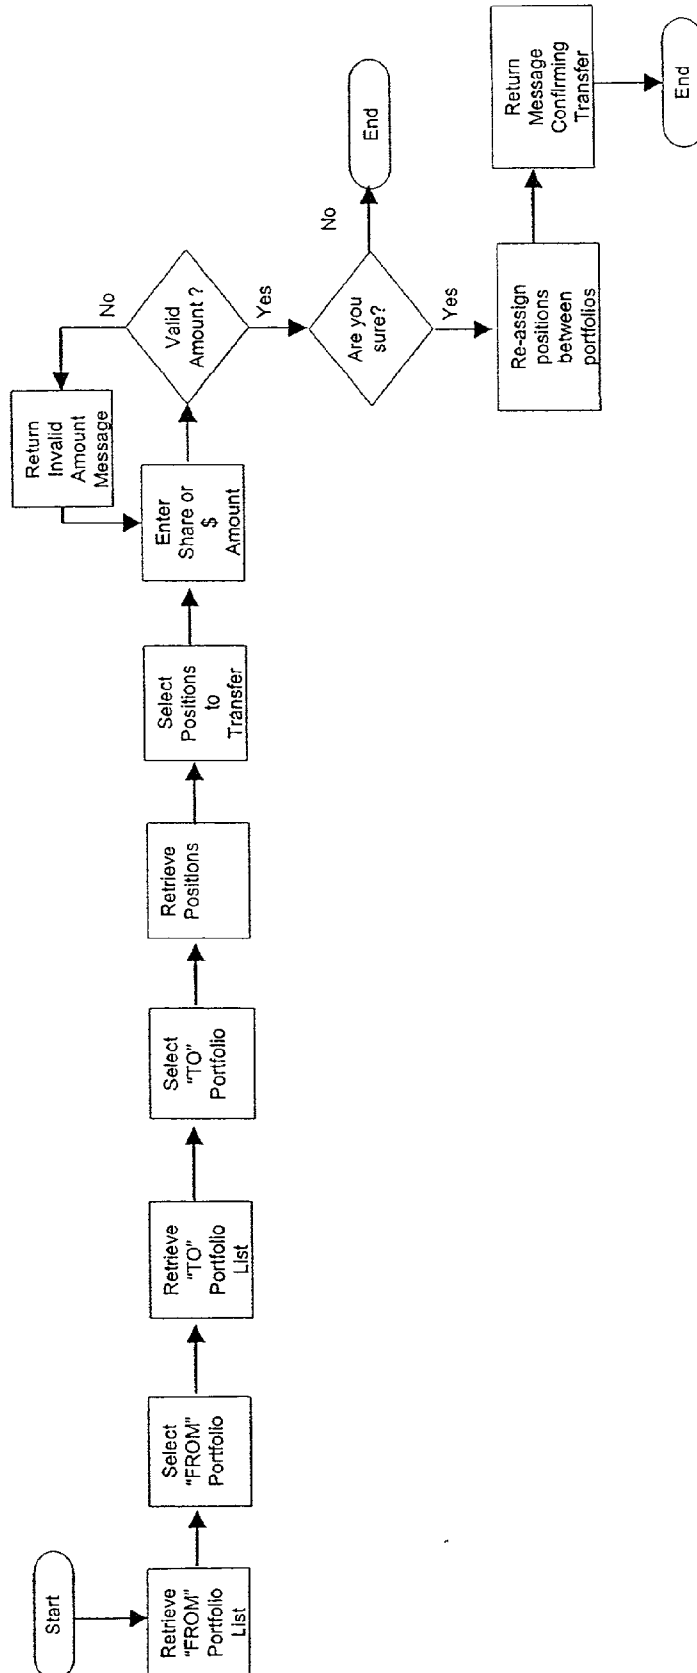 Start
Retrieve
"FROM"
Portfolio
List
Select
"FROM"
Portfolio
Retrieve
"TO"
Portfolio
List
Select
"TO"
Portfolio
Retrieve
Positions
Select
Positions
to
Transfer
Enter
Share or
$
Amount
Return
Invalid
Amount
Message
No
Valid
Amount ?
Yes
Are you
sure?
No
End
Yes
Re-assign
positions
between
portfolios
Return
Message
Confirming
Transfer
End